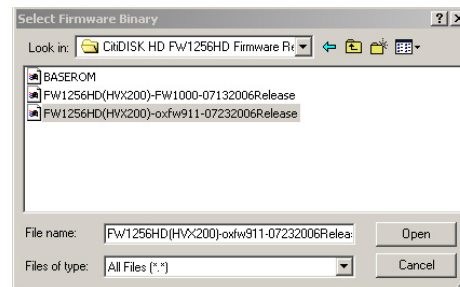 Select Firmware Binary
Look in: CitiDISK HD FW1256HD Firmware Re
BASEROM
FW1256HD(HVX200)-FW1000-07132006Release
FW1256HD(HVX200)-oxfw911-07232006Release
File name: FW1256HD(HVX200)-oxfw911-07232006Relea: Open
Files of type: All Files (*.*) Cancel